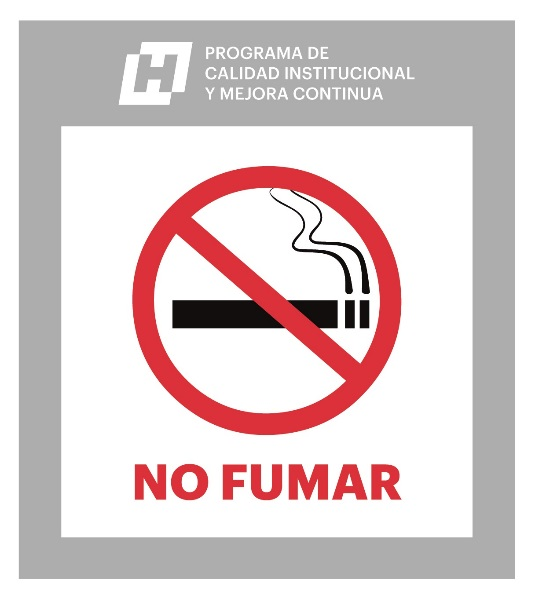 H
PROGRAMA DE
CALIDAD INSTITUCIONAL
Y MEJORA CONTINUA
NO FUMAR